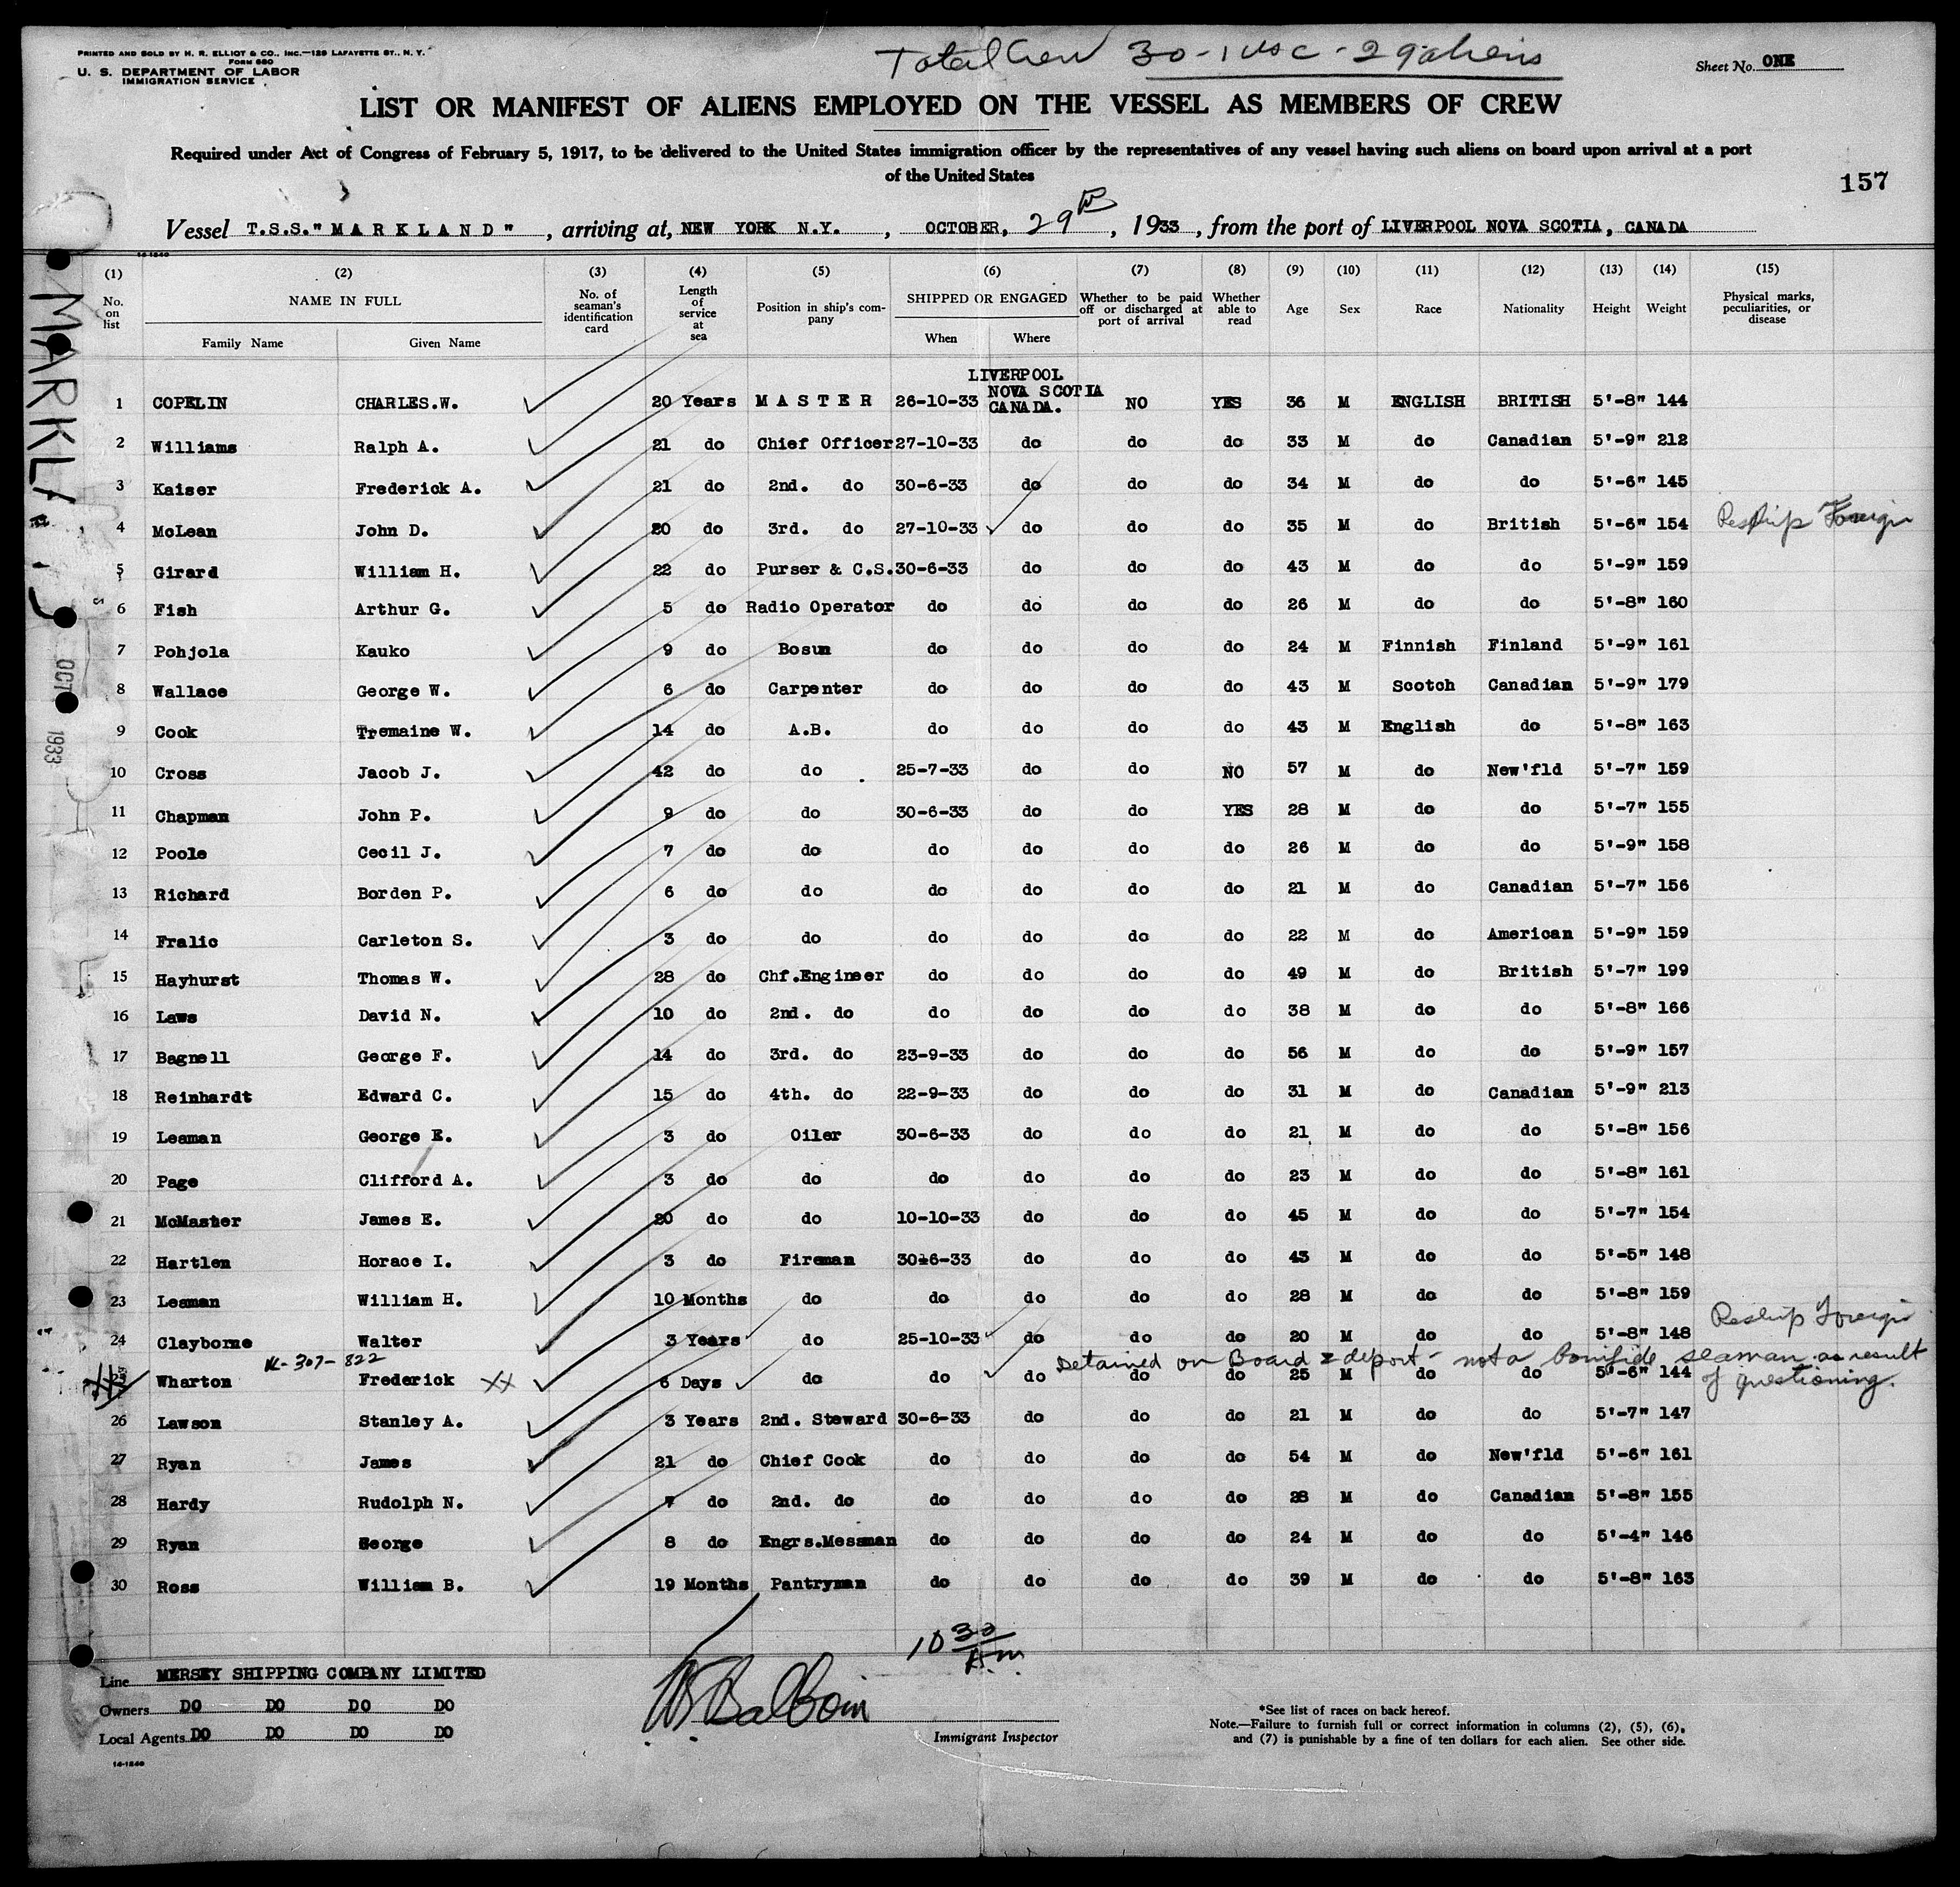 PRINTED AND SOLD BY H. R. ELLIOT & CO., INC.—129 LAFAYETTE ST., N. Y.
FORM 680
U. S. DEPARTMENT OF LABOR
IMMIGRATION SERVICE
Total Crew 30 - 1 USC - 29 aliens
Sheet No. ONE
LIST OR MANIFEST OF ALIENS EMPLOYED ON THE VESSEL AS MEMBERS OF CREW
Required under Act of Congress of February 5, 1917, to be delivered to the United States immigration officer by the representatives of any vessel having such aliens on board upon arrival at a port
of the United States
157
Vessel T.S.S."MARKLAND", arriving at, NEW YORK N.Y., OCTOBER, 29th, 1933, from the port of LIVERPOOL NOVA SCOTIA, CANADA
14-1240
(1) (2) (3) (4) (5) (6) (7) (8) (9) (10) (11) (12) (13) (14) (15)
No. on list NAME IN FULL Family Name Given Name No. of seaman's identification card Length of service at sea Position in ship's company SHIPPED OR ENGAGED When Where Whether to be paid off or discharged at port of arrival Whether able to read Age Sex Race Nationality Height Weight Physical marks, peculiarities, or disease
1 COPELIN CHARLES.W. 20 Years MASTER 26-10-33 LIVERPOOL NOVA SCOTIA CANADA. NO YES 36 M ENGLISH BRITISH 5'-8" 144
2 Williams Ralph A. 21 do Chief Officer 27-10-33 do do do 33 M do Canadian 5'-9" 212
3 Kaiser Frederick A. 21 do 2nd. do 30-6-33 do do do 34 M do do 5'-6" 145
4 McLean John D. 20 do 3rd. do 27-10-33 do do do 35 M do British 5'-6" 154 Reship Foreign
5 Girard William H. 22 do Purser & C.S. 30-6-33 do do do 43 M do do 5'-9" 159
6 Fish Arthur G. 5 do Radio Operator do do do do 26 M do do 5'-8" 160
7 Pohjola Kauko 9 do Bosun do do do do 24 M Finnish Finland 5'-9" 161
8 Wallace George W. 6 do Carpenter do do do do 43 M Scotch Canadian 5'-9" 179
9 Cook Tremaine W. 14 do A.B. do do do do 43 M English do 5'-8" 163
10 Cross Jacob J. 42 do do 25-7-33 do do NO 57 M do New'fld 5'-7" 159
11 Chapman John P. 9 do do 30-6-33 do do YES 28 M do do 5'-7" 155
12 Poole Cecil J. 7 do do do do do do 26 M do do 5'-9" 158
13 Richard Borden P. 6 do do do do do do 21 M do Canadian 5'-7" 156
14 Fralic Carleton S. 3 do do do do do do 22 M do American 5'-9" 159
15 Hayhurst Thomas W. 28 do Chf.Engineer do do do do 49 M do British 5'-7" 199
16 Laws David N. 10 do 2nd. do do do do do 38 M do do 5'-8" 166
17 Bagnell George F. 14 do 3rd. do 23-9-33 do do do 56 M do do 5'-9" 157
18 Reinhardt Edward C. 15 do 4th. do 22-9-33 do do do 31 M do Canadian 5'-9" 213
19 Leaman George E. 3 do Oiler 30-6-33 do do do 21 M do do 5'-8" 156
20 Page Clifford A. 3 do do do do do do 23 M do do 5'-8" 161
21 McMaster James E. 20 do do 10-10-33 do do do 45 M do do 5'-7" 154
22 Hartlen Horace I. 3 do Fireman 30-6-33 do do do 43 M do do 5'-5" 148
23 Leaman William H. 10 Months do do do do do 28 M do do 5'-8" 159
24 Clayborne Walter 3 Years do 25-10-33 do do do 20 M do do 5'-8" 148 Reship Foreign
Detained on Board & deport - not a bonifide seaman as result
of questioning.
25 Wharton Frederick XX 6 Days do do do do do 25 M do do 5'-6" 144
26 Lawson Stanley A. 3 Years 2nd. Steward 30-6-33 do do do 21 M do do 5'-7" 147
27 Ryan James 21 do Chief Cook do do do do 54 M do New'fld 5'-6" 161
28 Hardy Rudolph N. 7 do 2nd. do do do do do 28 M do Canadian 5'-8" 155
29 Ryan George 8 do Engrs.Messman do do do do 24 M do do 5'-4" 146
30 Ross William B. 19 Months Pantryman do do do do 39 M do do 5'-8" 163
10 30 A.m.
Line MERSEY SHIPPING COMPANY LIMITED
Owners DO DO DO DO
Local Agents DO DO DO DO
14-1240
Immigrant Inspector
*See list of races on back hereof.
Note.—Failure to furnish full or correct information in columns (2), (5), (6),
and (7) is punishable by a fine of ten dollars for each alien. See other side.
OCT
1933